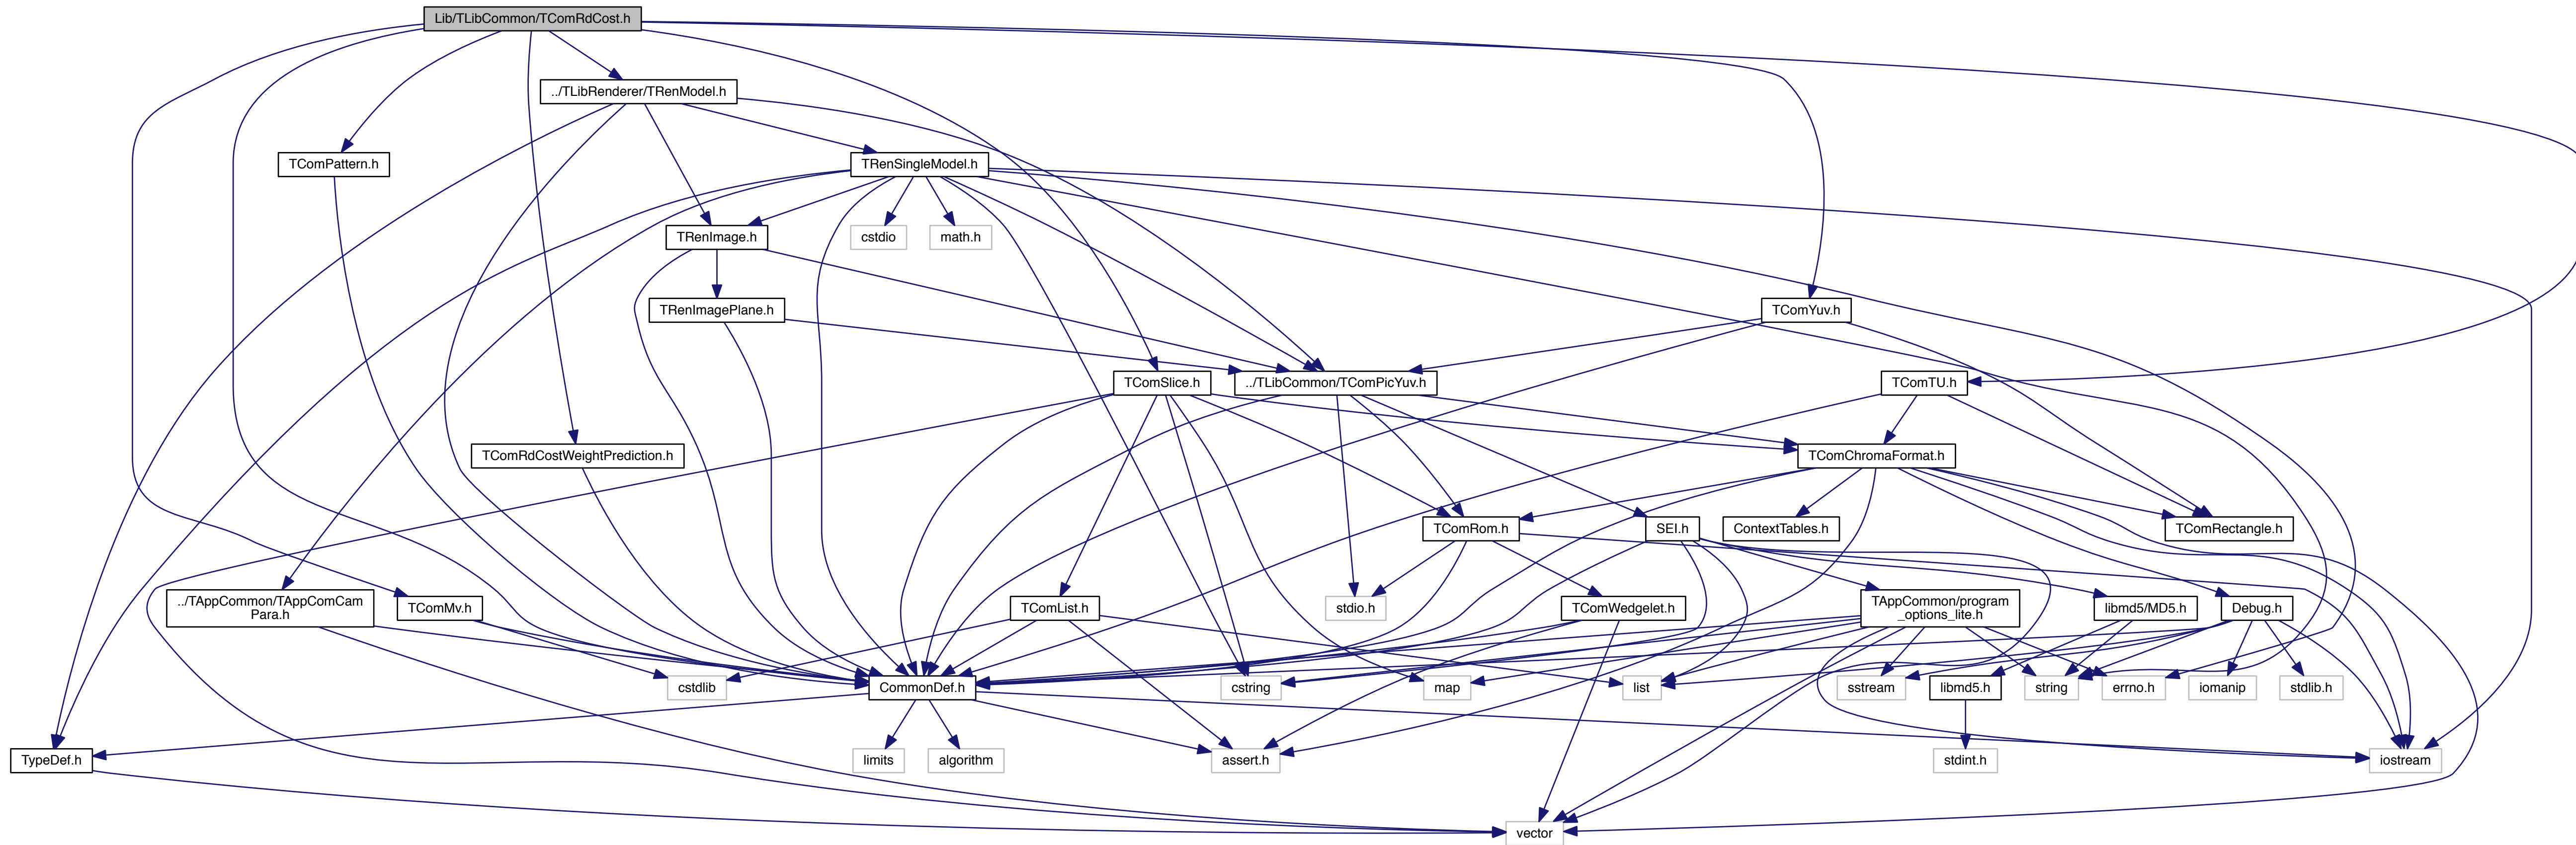 Lib/TLibCommon/TComRdCost.h
../TLibRenderer/TRenModel.h
TComPattern.h
TRenSingleModel.h
TRenImage.h
cstdio
math.h
TRenImagePlane.h
TComYuv.h
TComSlice.h
../TLibCommon/TComPicYuv.h
TComTU.h
TComRdCostWeightPrediction.h
TComChromaFormat.h
TComRom.h
SEI.h
ContextTables.h
TComRectangle.h
../TAppCommon/TAppComCam
Para.h
TComMv.h
TComList.h
stdio.h
TComWedgelet.h
TAppCommon/program
_options_lite.h
libmd5/MD5.h
Debug.h
cstdlib
CommonDef.h
cstring
map
list
sstream
libmd5.h
string
errno.h
iomanip
stdlib.h
TypeDef.h
limits
algorithm
assert.h
stdint.h
iostream
vector